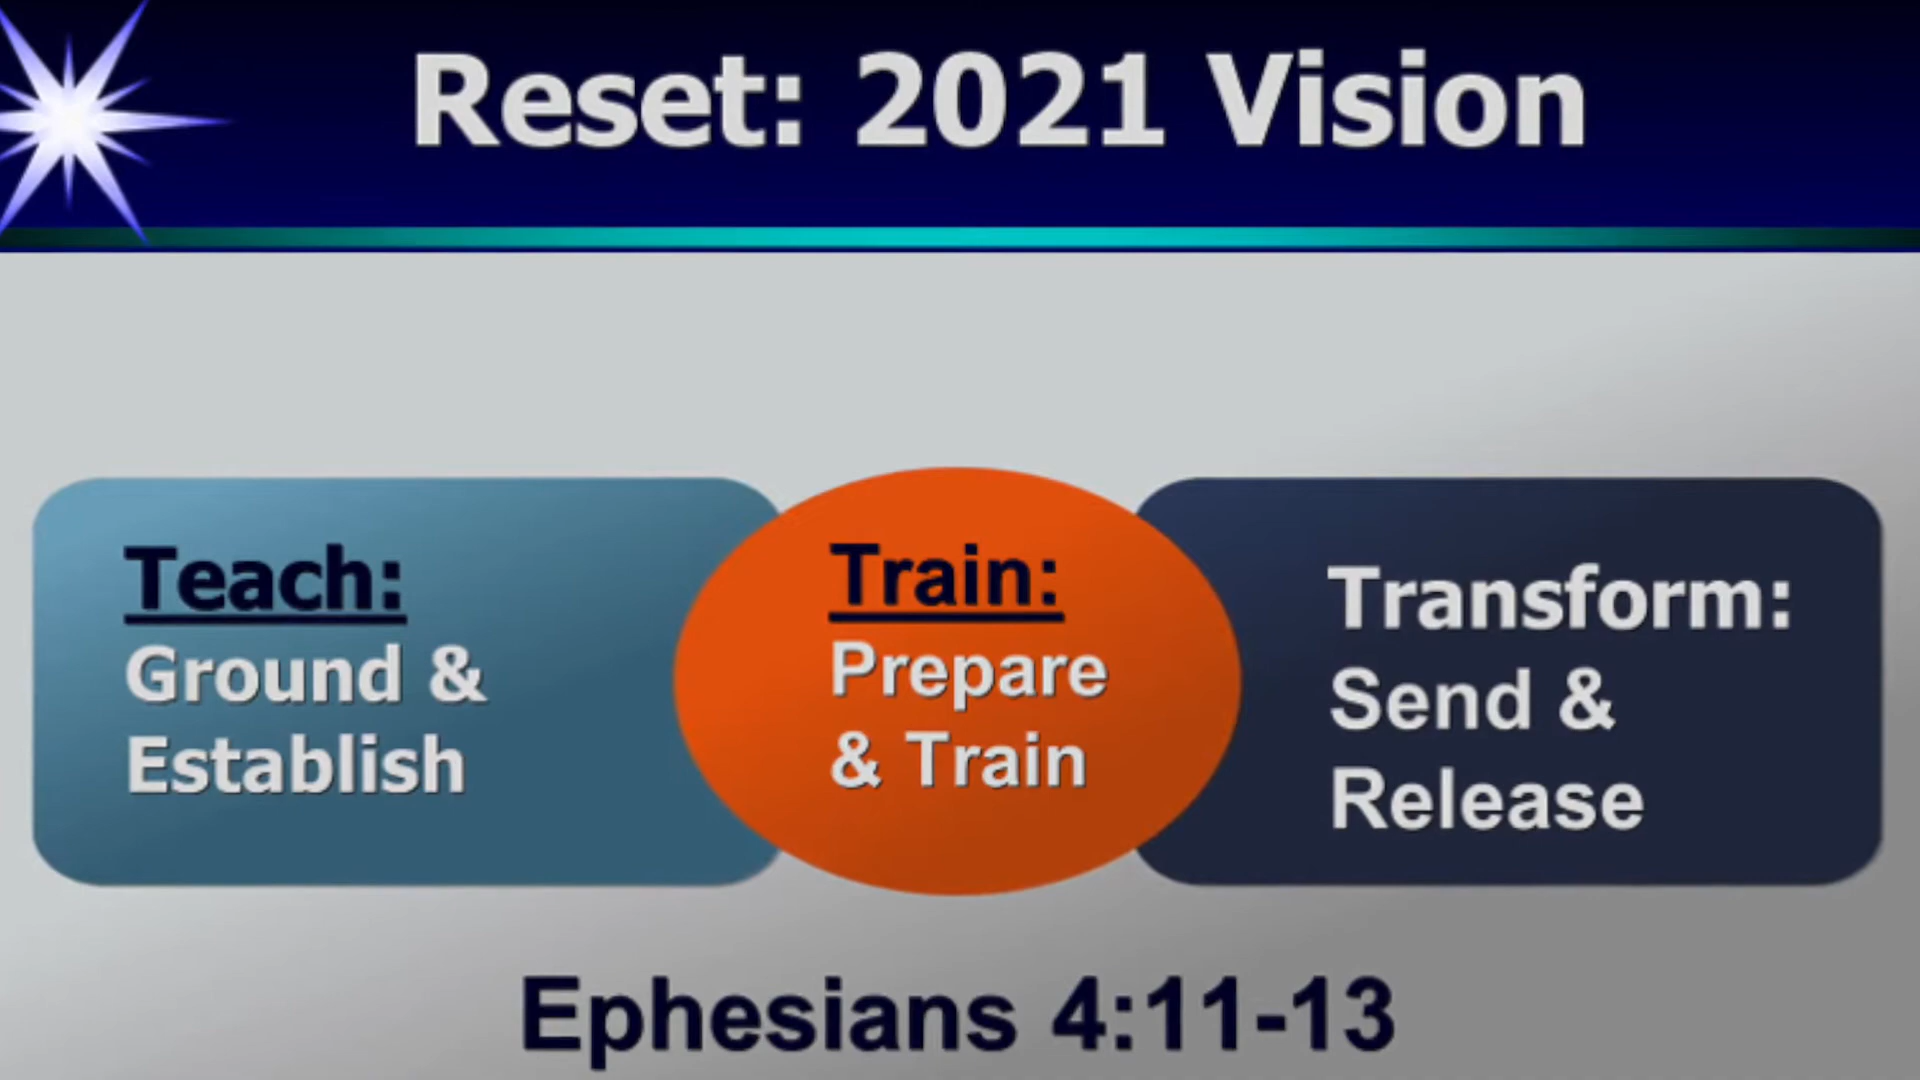 Reset: 2021 Vision
Teach:
Ground &
Establish
Train:
Prepare
& Train
Transform:
Send &
Release
Ephesians 4:11-13